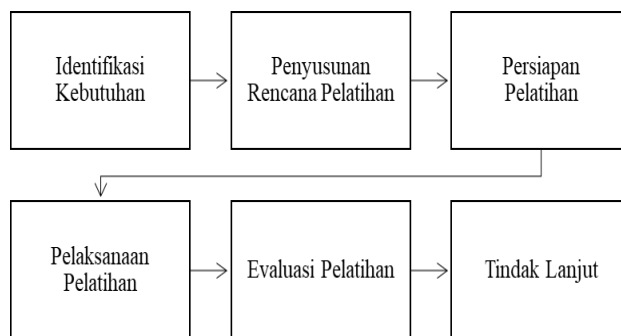 Identifikasi
Kebutuhan
Penyusunan
Rencana Pelatihan
Persiapan
Pelatihan
Pelaksanaan
Pelatihan
Evaluasi Pelatihan
Tindak Lanjut